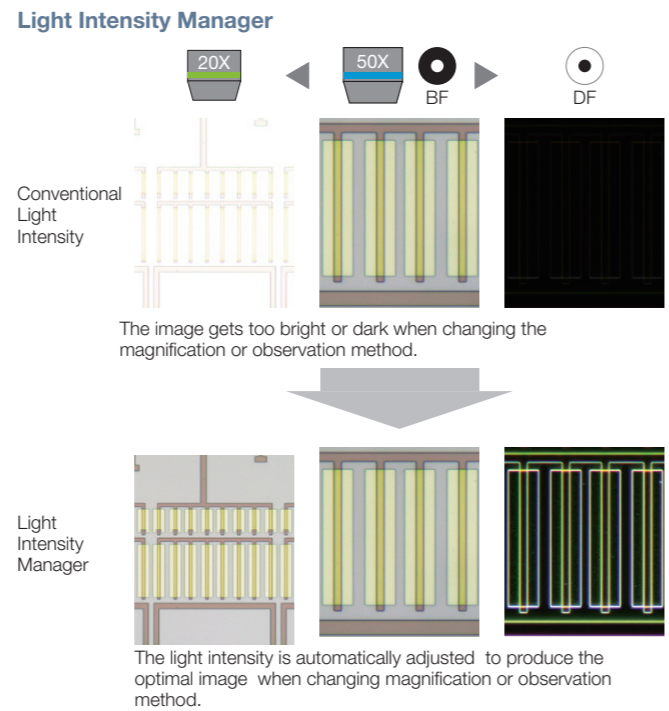 Light Intensity Manager
20X
50X
BF
DF
Conventional
Light
Intensity
The image gets too bright or dark when changing the
magnification or observation method.
Light
Intensity
Manager
The light intensity is automatically adjusted  to produce the
optimal image  when changing magnification or observation
method.